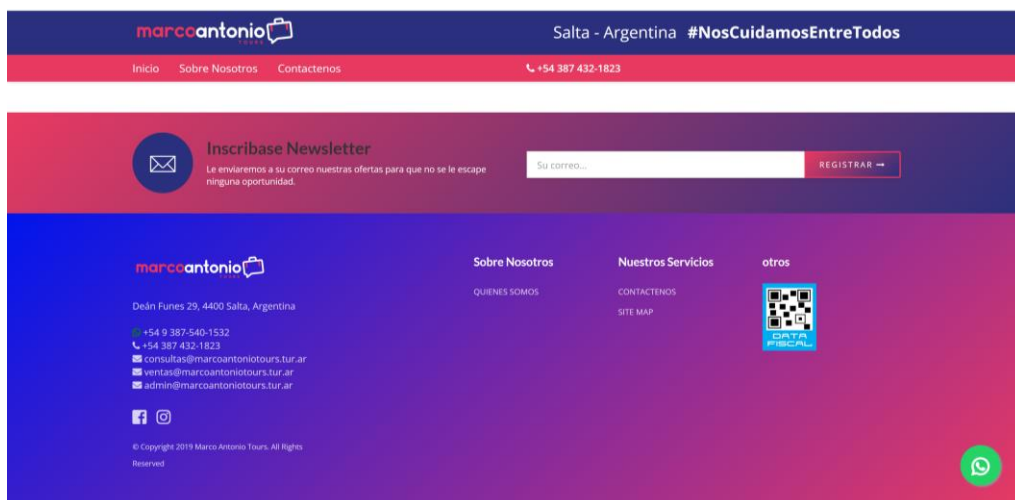 marcoantonio
TOURS
Salta - Argentina #NosCuidamosEntreTodos
Inicio Sobre Nosotros Contactenos +54 387 432-1823
Inscribase Newsletter
Le enviaremos a su correo nuestras ofertas para que no se le escape
ninguna oportunidad.
Su correo...
REGISTRAR
marcoantonio
TOURS
Deán Funes 29, 4400 Salta, Argentina
+54 9 387-540-1532
+54 387 432-1823
consultas@marcoantoniotours.tur.ar
ventas@marcoantoniotours.tur.ar
admin@marcoantoniotours.tur.ar
© Copyright 2019 Marco Antonio Tours. All Rights
Reserved
Sobre Nosotros
QUIENES SOMOS
Nuestros Servicios
CONTACTENOS
SITE MAP
otros
DATA
FISCAL